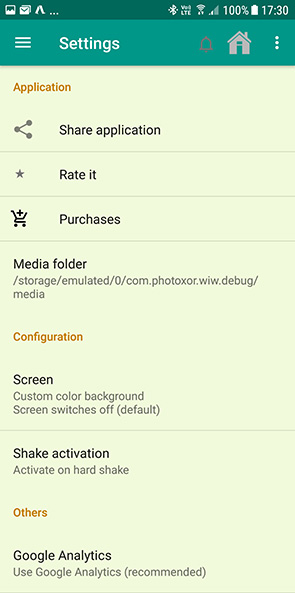 ... VoI LTE 100% 17:30
Settings
Application
Share application
Rate it
Purchases
Media folder
/storage/emulated/0/com.photoxor.wiw.debug/
media
Configuration
Screen
Custom color background
Screen switches off (default)
Shake activation
Activate on hard shake
Others
Google Analytics
Use Google Analytics (recommended)